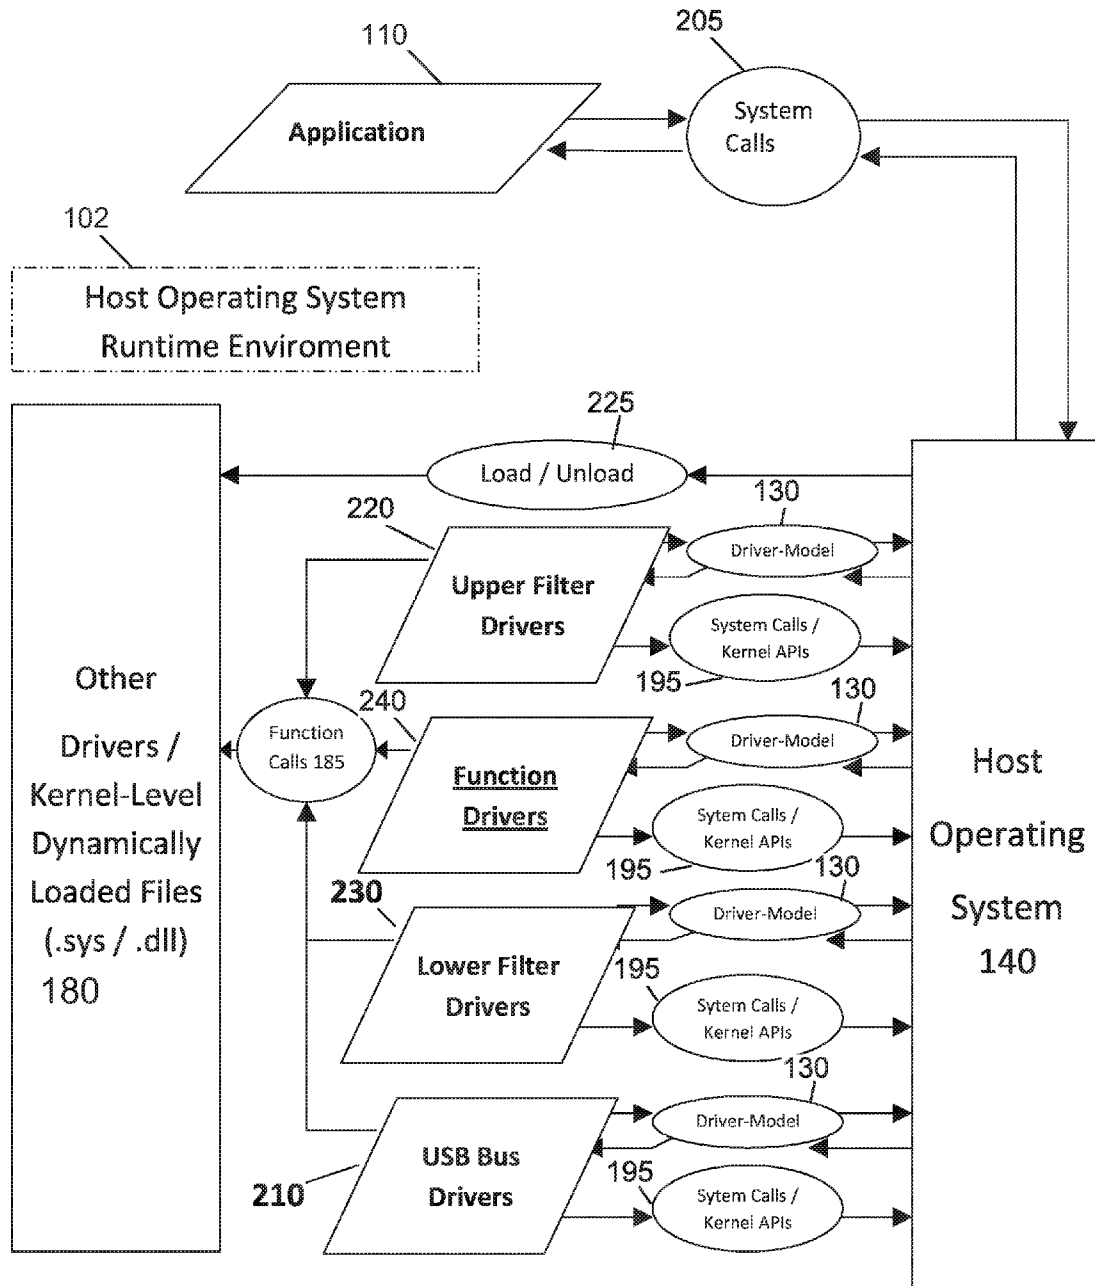 205
110
System
Calls
Application
102
Host Operating System
Runtime Enviroment
225
Load / Unload
130
220
Driver-Model
Upper Filter
Drivers
System Calls /
Kernel APIs
195
130
240
Function
Calls 185
Driver-Model
Function
Drivers
Sytem Calls /
Kernel APIs
195
130
230
Driver-Model
Lower Filter
Drivers
195
Sytem Calls /
Kernel APIs
130
Driver-Model
USB Bus
Drivers
210
195
Sytem Calls /
Kernel APIs
Other
Drivers /
Kernel-Level
Dynamically
Loaded Files
(.sys / .dll)
180
Host
Operating
System
140